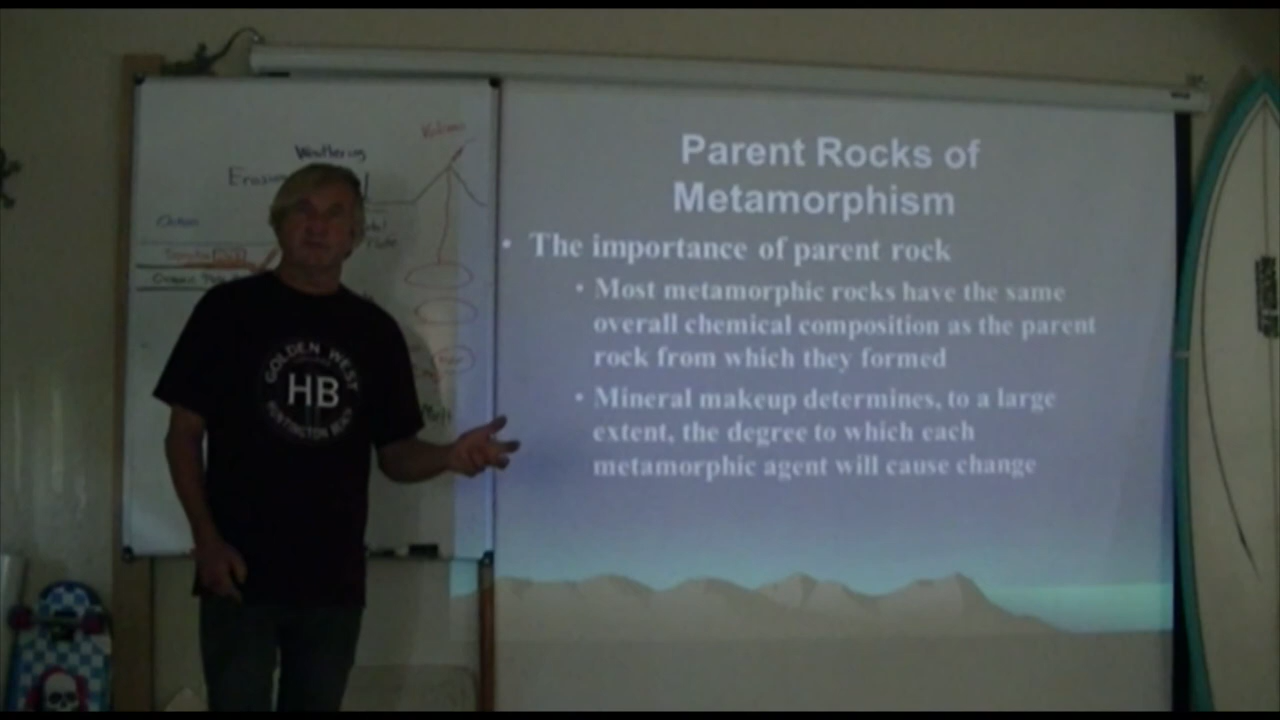 Weathering
Erosion
Volcano
Ocean
GOLDEN WEST
HB
HUNTINGTON BEACH
Parent Rocks of
Metamorphism
• The importance of parent rock
• Most metamorphic rocks have the same
overall chemical composition as the parent
rock from which they formed
• Mineral makeup determines, to a large
extent, the degree to which each
metamorphic agent will cause change